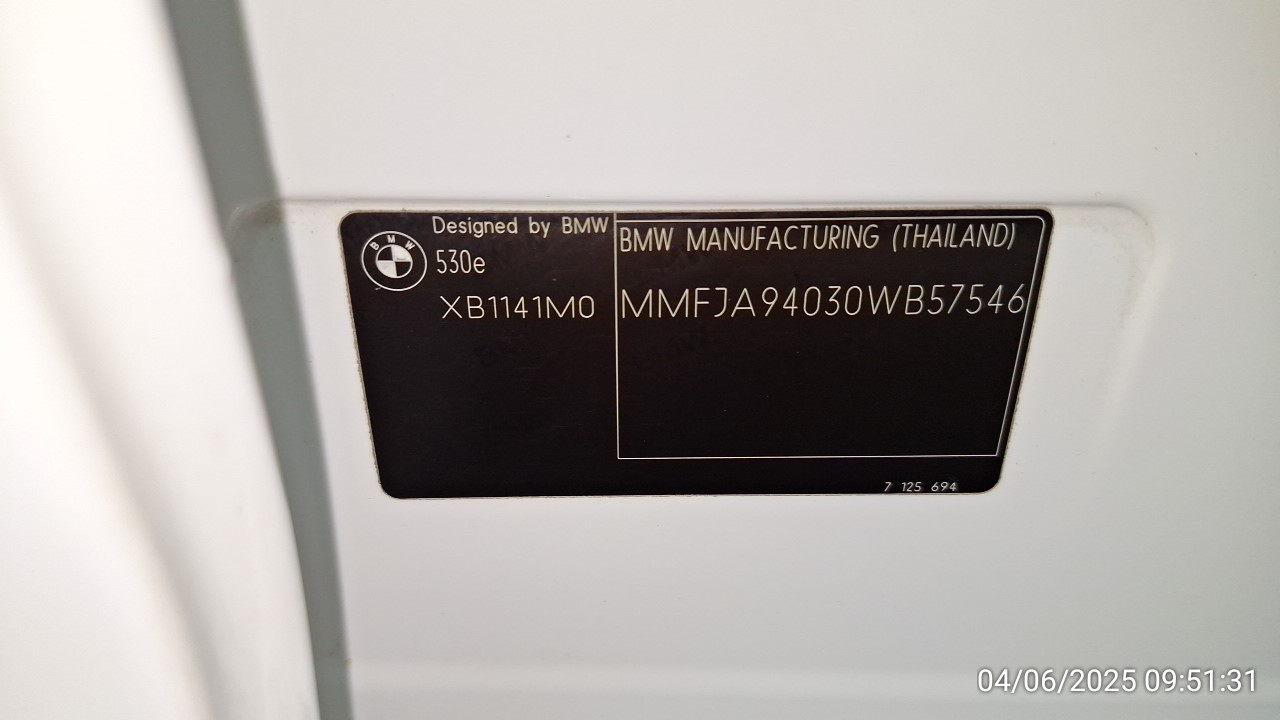 Designed by BMW
BMW
530e
XB1141M0
BMW MANUFACTURING (THAILAND)
MMFJA94030WB57546
7 125 694
04/06/2025 09:51:31